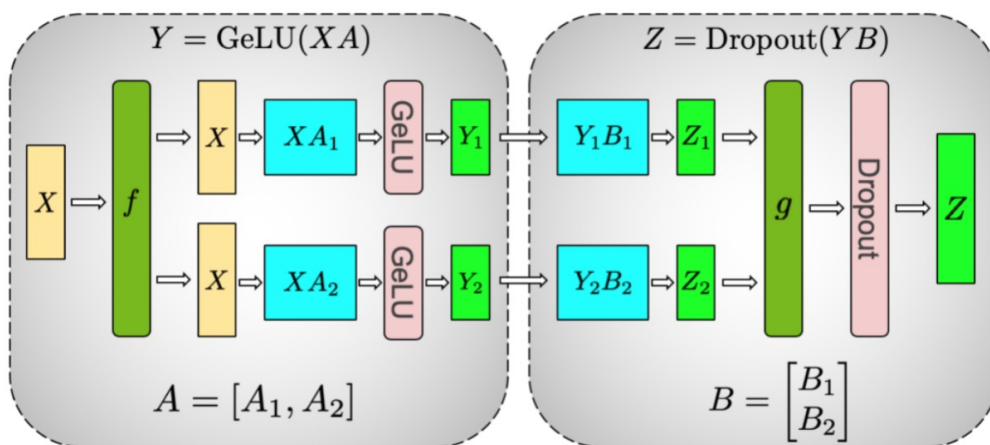 Y = GeLU(XA)
X
f
X
XA₁
GeLU
Y₁
X
XA₂
GeLU
Y₂
A = [A₁, A₂]
Z = Dropout(YB)
Y₁B₁
Z₁
Y₂B₂
Z₂
g
Dropout
Z
B = [B₁
B₂]